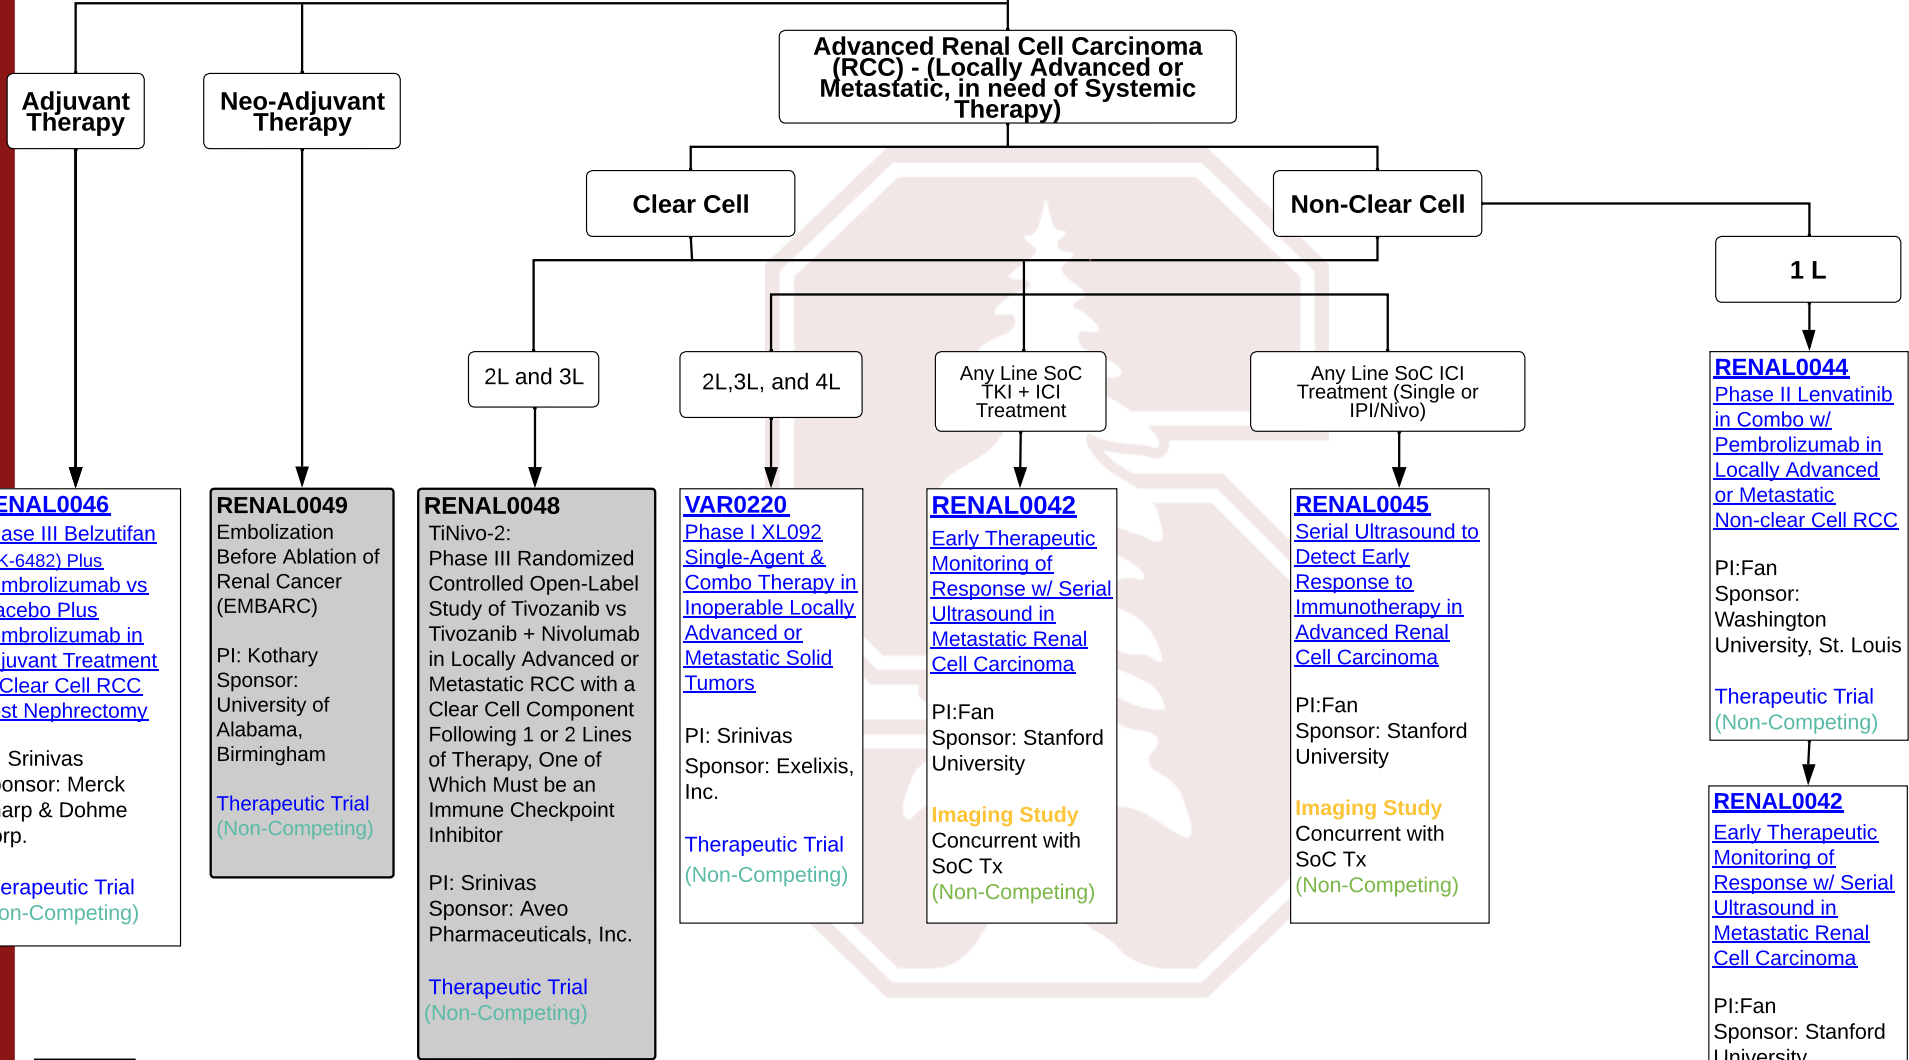 Advanced Renal Cell Carcinoma
(RCC) - (Locally Advanced or
Metastatic, in need of Systemic
Therapy)
Adjuvant
Therapy
Neo-Adjuvant
Therapy
Clear Cell
Non-Clear Cell
1 L
2L and 3L
2L,3L, and 4L
Any Line SoC
TKI + ICI
Treatment
Any Line SoC ICI
Treatment (Single or
IPI/Nivo)
ENAL0046
ase III Belzutifan
K-6482) Plus
mbrolizumab vs
acebo Plus
mbrolizumab in
juvant Treatment
Clear Cell RCC
st Nephrectomy
Srinivas
onsor: Merck
arp & Dohme
orp.
erapeutic Trial
on-Competing)
RENAL0049
Embolization
Before Ablation of
Renal Cancer
(EMBARC)
PI: Kothary
Sponsor:
University of
Alabama,
Birmingham
Therapeutic Trial
(Non-Competing)
RENAL0048
TiNivo-2:
Phase III Randomized
Controlled Open-Label
Study of Tivozanib vs
Tivozanib + Nivolumab
in Locally Advanced or
Metastatic RCC with a
Clear Cell Component
Following 1 or 2 Lines
of Therapy, One of
Which Must be an
Immune Checkpoint
Inhibitor
PI: Srinivas
Sponsor: Aveo
Pharmaceuticals, Inc.
Therapeutic Trial
(Non-Competing)
VAR0220
Phase I XL092
Single-Agent &
Combo Therapy in
Inoperable Locally
Advanced or
Metastatic Solid
Tumors
PI: Srinivas
Sponsor: Exelixis,
Inc.
Therapeutic Trial
(Non-Competing)
RENAL0042
Early Therapeutic
Monitoring of
Response w/ Serial
Ultrasound in
Metastatic Renal
Cell Carcinoma
PI:Fan
Sponsor: Stanford
University
Imaging Study
Concurrent with
SoC Tx
(Non-Competing)
RENAL0045
Serial Ultrasound to
Detect Early
Response to
Immunotherapy in
Advanced Renal
Cell Carcinoma
PI:Fan
Sponsor: Stanford
University
Imaging Study
Concurrent with
SoC Tx
(Non-Competing)
RENAL0044
Phase II Lenvatinib
in Combo w/
Pembrolizumab in
Locally Advanced
or Metastatic
Non-clear Cell RCC
PI:Fan
Sponsor:
Washington
University, St. Louis
Therapeutic Trial
(Non-Competing)
RENAL0042
Early Therapeutic
Monitoring of
Response w/ Serial
Ultrasound in
Metastatic Renal
Cell Carcinoma
PI:Fan
Sponsor: Stanford
University